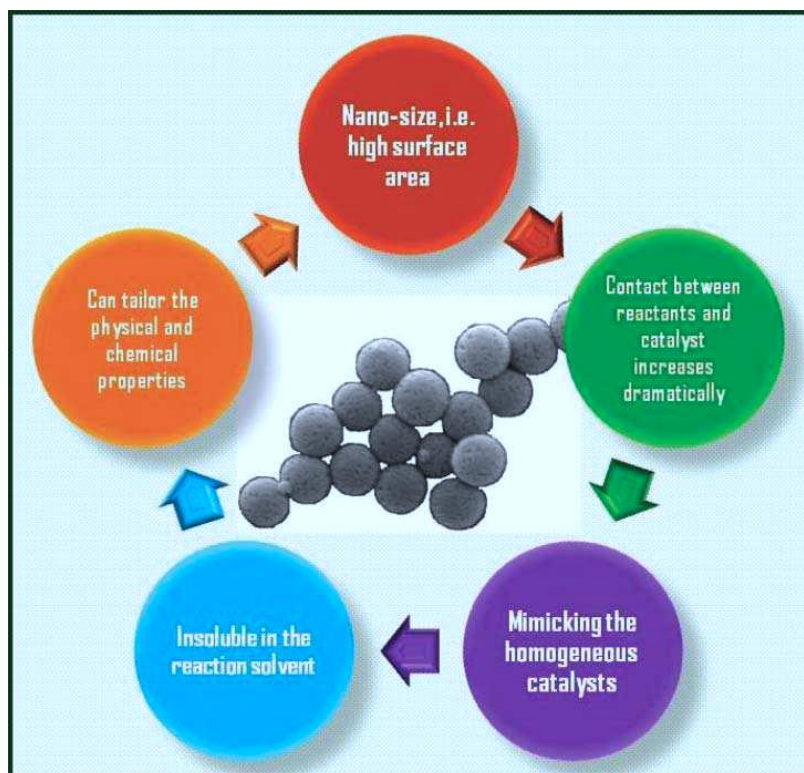 Nano-size,i.e.
high surface
area
Contact between
reactants and
catalyst
increases
dramatically
Mimicking the
homogeneous
catalysts
Insoluble in the
reaction solvent
Can tailor the
physical and
chemical
properties